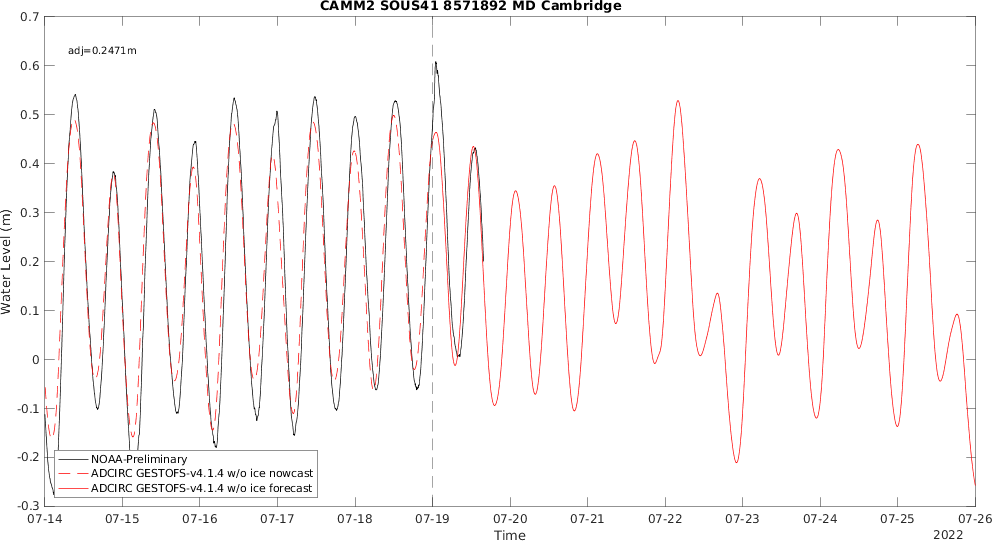 CAMM2 SOUS41 8571892 MD Cambridge
adj=0.2471m
Water Level (m)
0.7
0.6
0.5
0.4
0.3
0.2
0.1
0
-0.1
-0.2
-0.3
NOAA-Preliminary
ADCIRC GESTOFS-v4.1.4 w/o ice nowcast
ADCIRC GESTOFS-v4.1.4 w/o ice forecast
07-14 07-15 07-16 07-17 07-18 07-19 07-20 07-21 07-22 07-23 07-24 07-25 07-26
Time
2022